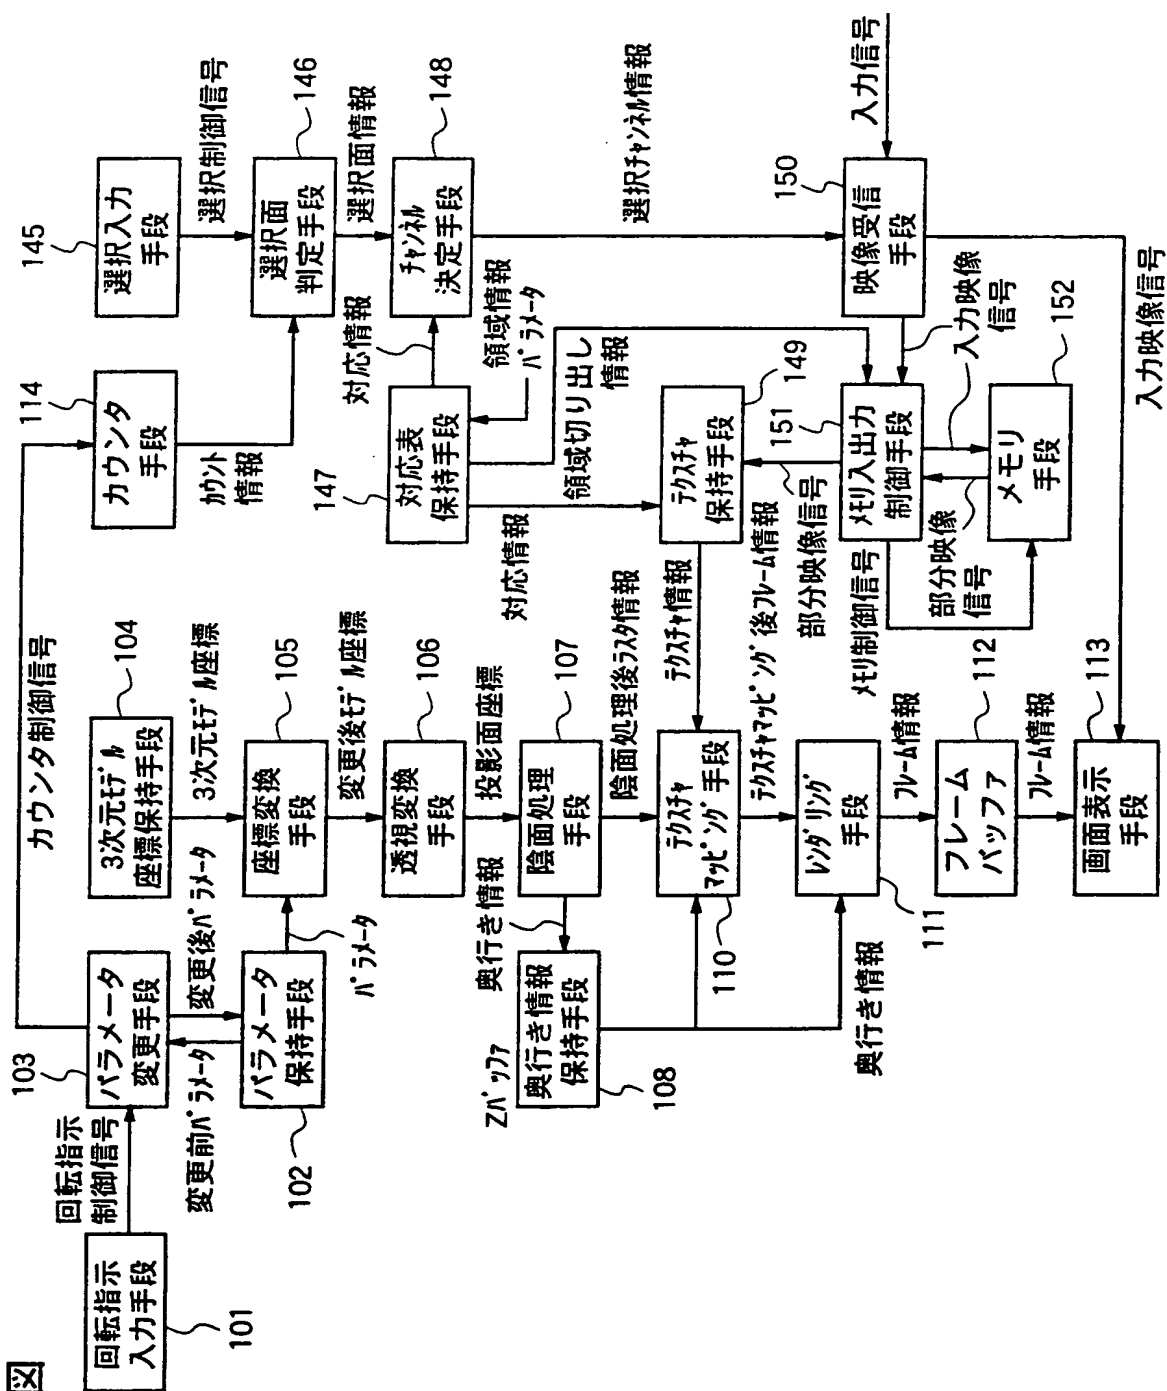 図
回転指示
入力手段
101
回転指示
制御信号
103
パラメータ
変更手段
変更前パラメータ
変更後パラメータ
パラメータ
保持手段
102
パラメータ
カウンタ制御信号
3次元モデル
座標保持手段
104
3次元モデル座標
座標変換
手段
105
変更後モデル座標
透視変換
手段
106
投影面座標
陰面処理
手段
107
奥行き情報
Zバッファ
奥行き情報
保持手段
108
陰面処理後ラスタ情報
テクスチャ
マッピング手段
110
テクスチャマッピング後フレーム情報
レンダリング
手段
111
奥行き情報
フレーム情報
フレーム
バッファ
112
フレーム情報
画面表示
手段
113
114
カウンタ
手段
カウント
情報
145
選択入力
手段
選択制御信号
選択面
判定手段
146
選択面情報
チャンネル
決定手段
148
選択チャンネル情報
対応情報
147
対応表
保持手段
領域情報
パラメータ
対応情報
領域切り出し
情報
テクスチャ
保持手段
149
テクスチャ情報
部分映像信号
151
メモリ入出力
制御手段
メモリ制御信号
部分映像
信号
メモリ
手段
152
入力映像
信号
150
映像受信
手段
入力信号
入力映像信号